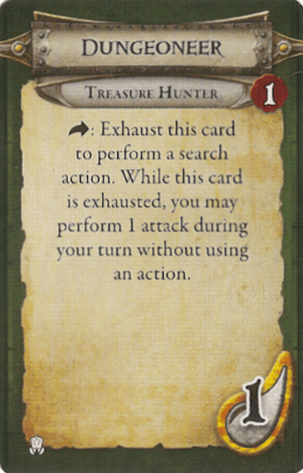 DUNGEONEER
TREASURE HUNTER
1
: Exhaust this card
to perform a search
action. While this card
is exhausted, you may
perform 1 attack during
your turn without using
an action.
1